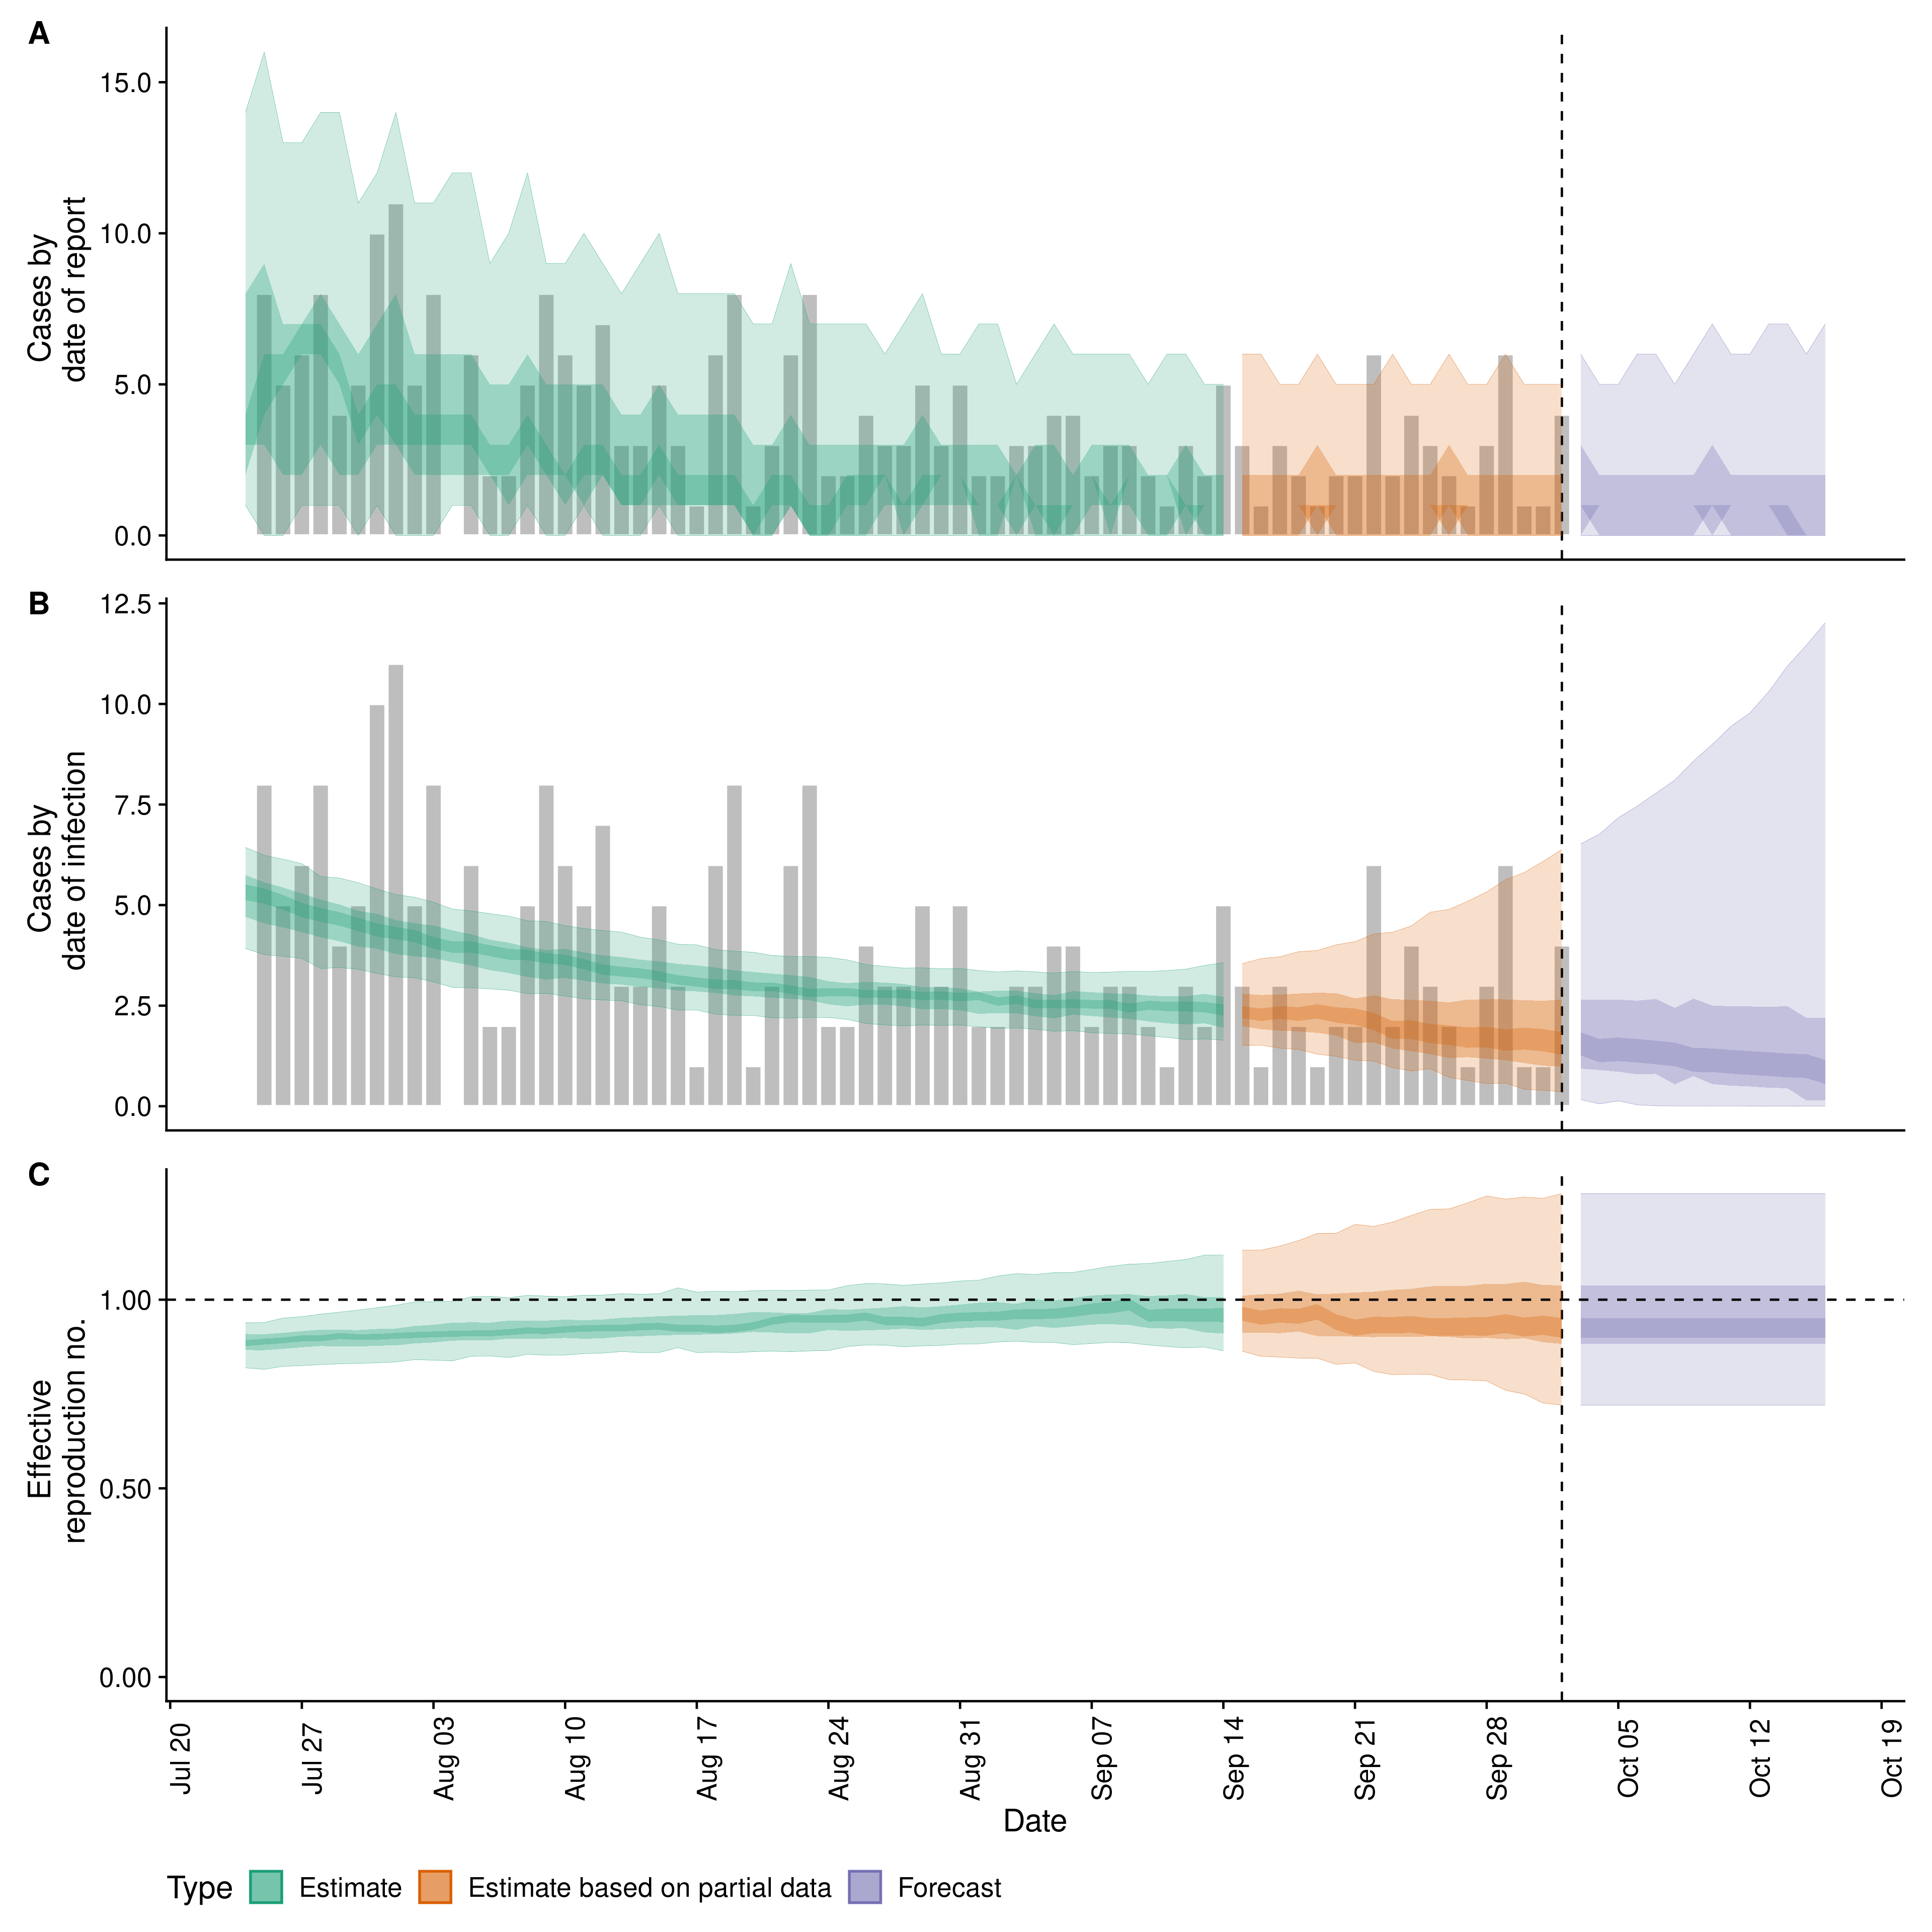 A
15.0
10.0
5.0
0.0
Cases by
date of report
B
12.5
10.0
7.5
5.0
2.5
0.0
Cases by
date of infection
C
1.00
0.50
0.00
Effective
reproduction no.
Jul 20
Jul 27
Aug 03
Aug 10
Aug 17
Aug 24
Aug 31
Sep 07
Sep 14
Sep 21
Sep 28
Oct 05
Oct 12
Oct 19
Date
Type Estimate Estimate based on partial data Forecast